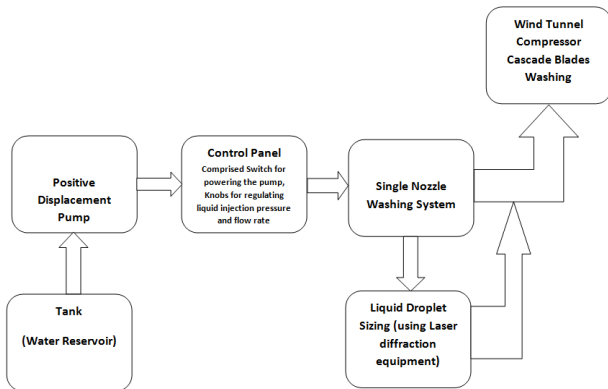 Wind Tunnel
Compressor
Cascade Blades
Washing
Control Panel
Comprised Switch for
powering the pump,
Knobs for regulating
liquid injection pressure
and flow rate
Positive
Displacement
Pump
Single Nozzle
Washing System
Tank
(Water Reservoir)
Liquid Droplet
Sizing (using Laser
diffraction
equipment)